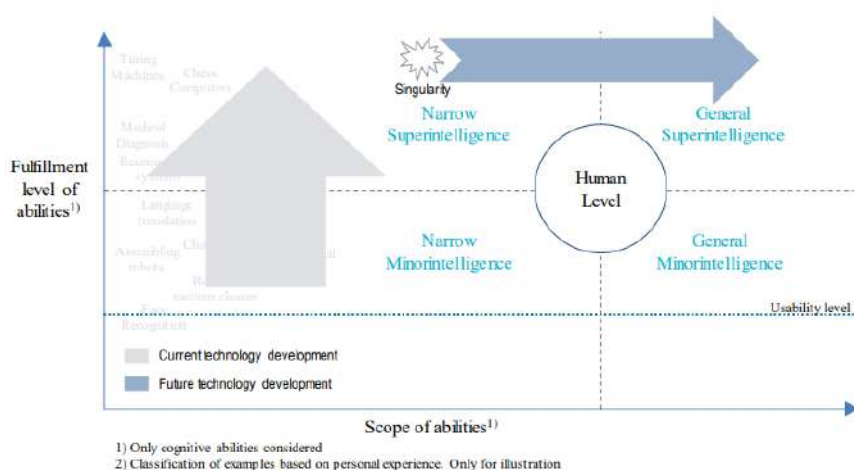 Turing
Machines
Chess
Computers
Singularity
Narrow
Superintelligence
General
Superintelligence
Medical
Diagnosis
Fulfillment
level of
abilities1)
Human
Level
Language
translation
Assembling
robots
Narrow
Minorintelligence
General
Minorintelligence
vacuum cleaner
Usability level
Recognition
Current technology development
Future technology development
Scope of abilities1)
1) Only cognitive abilities considered
2) Classification of examples based on personal experience. Only for illustration